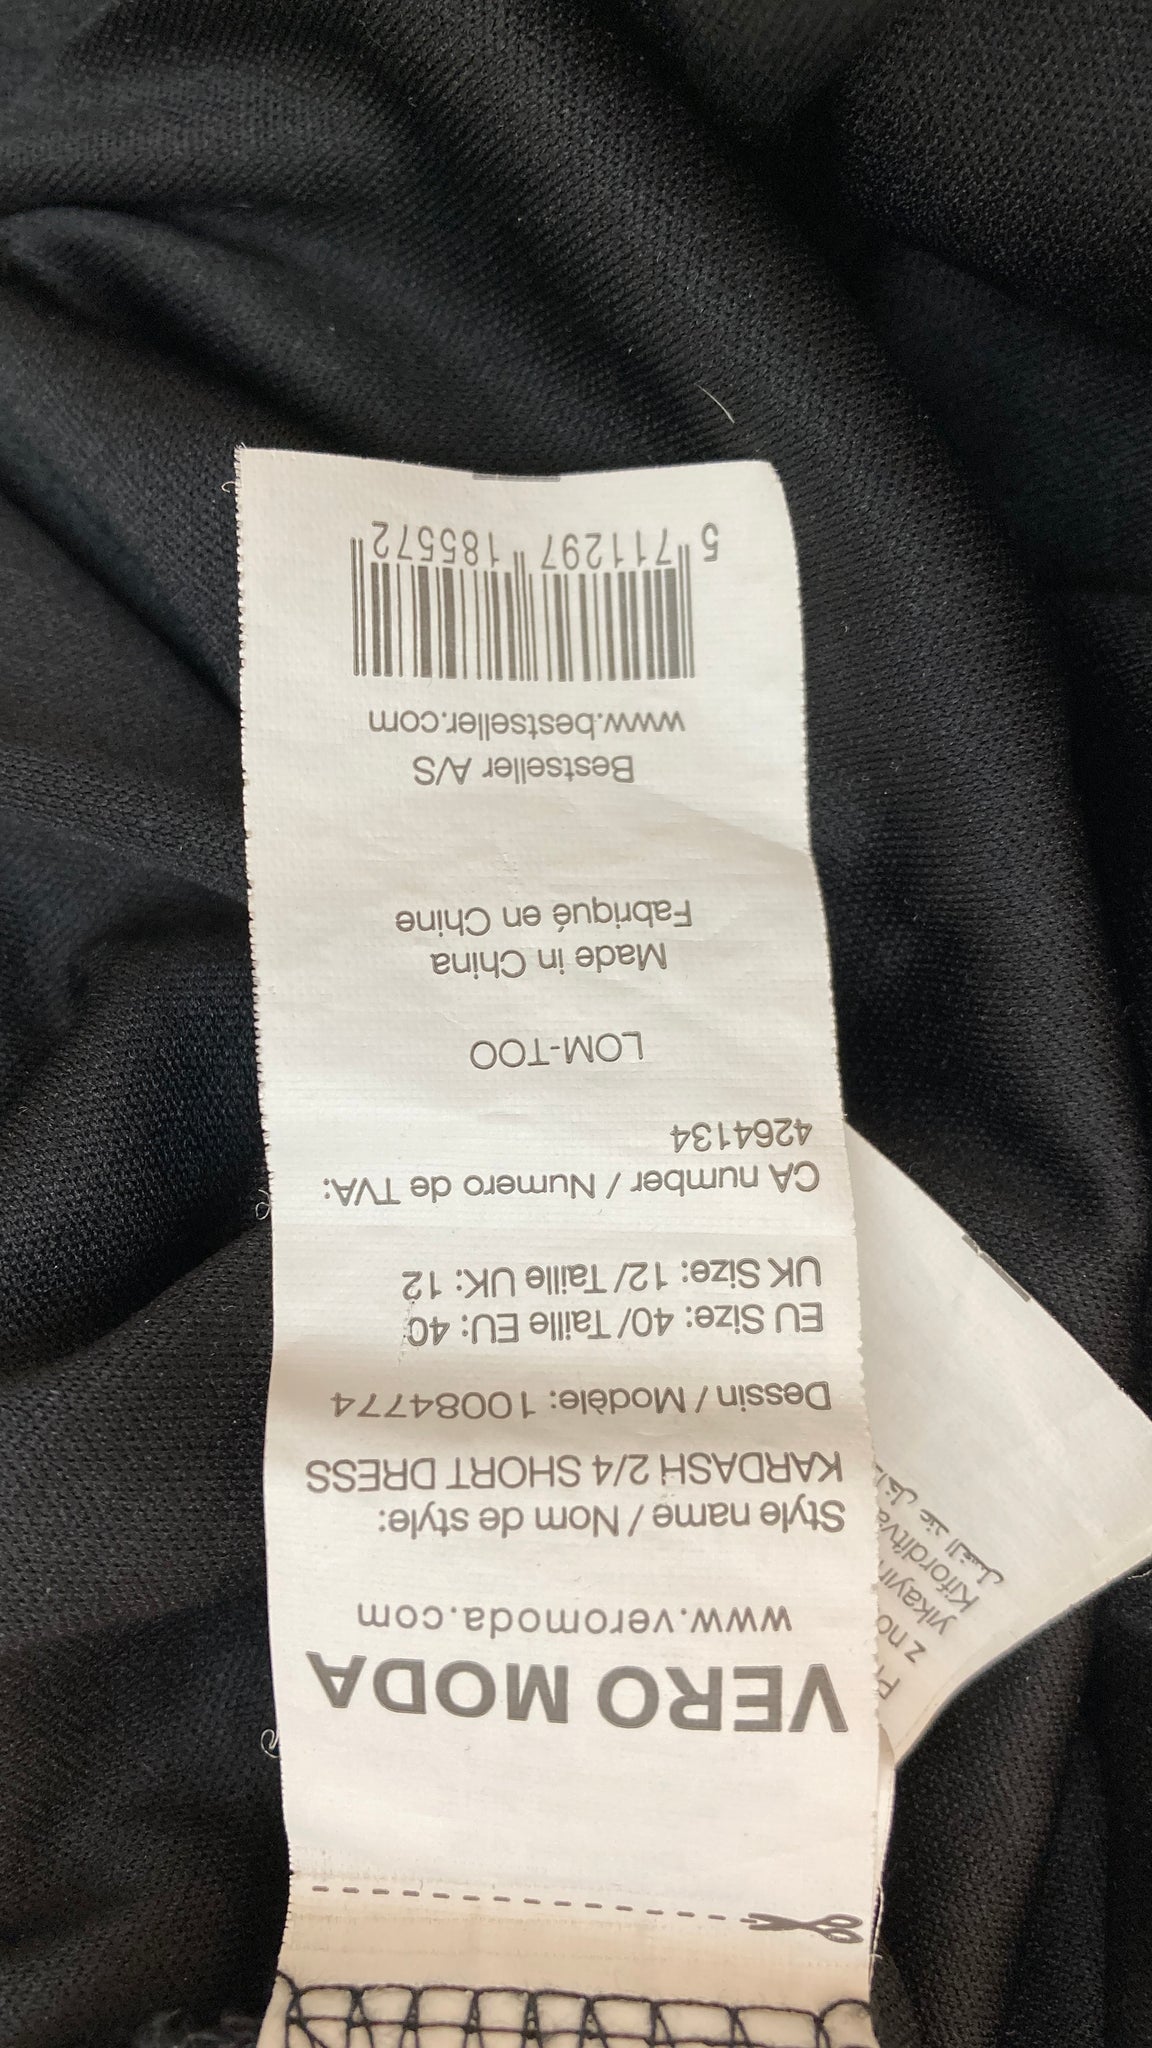 VERO MODA
www.veromoda.com
Style name / Nom de style:
KARDASH 2/4 SHORT DRESS
Dessin / Modèle: 10084774
EU Size: 40/ Taille EU: 40
UK Size: 12/ Taille UK: 12
CA number / Numero de TVA:
4264134
LOM-TOO
Made in China
Fabriqué en Chine
Bestseller A/S
www.bestseller.com
5 711297 185572
z